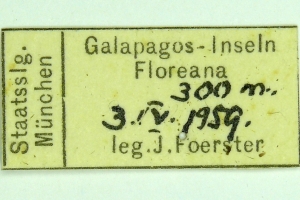 Staatsslg.
München
Galapagos-Inseln
Floreana
300 m.
3.IV.1959.
leg.J.Foerster